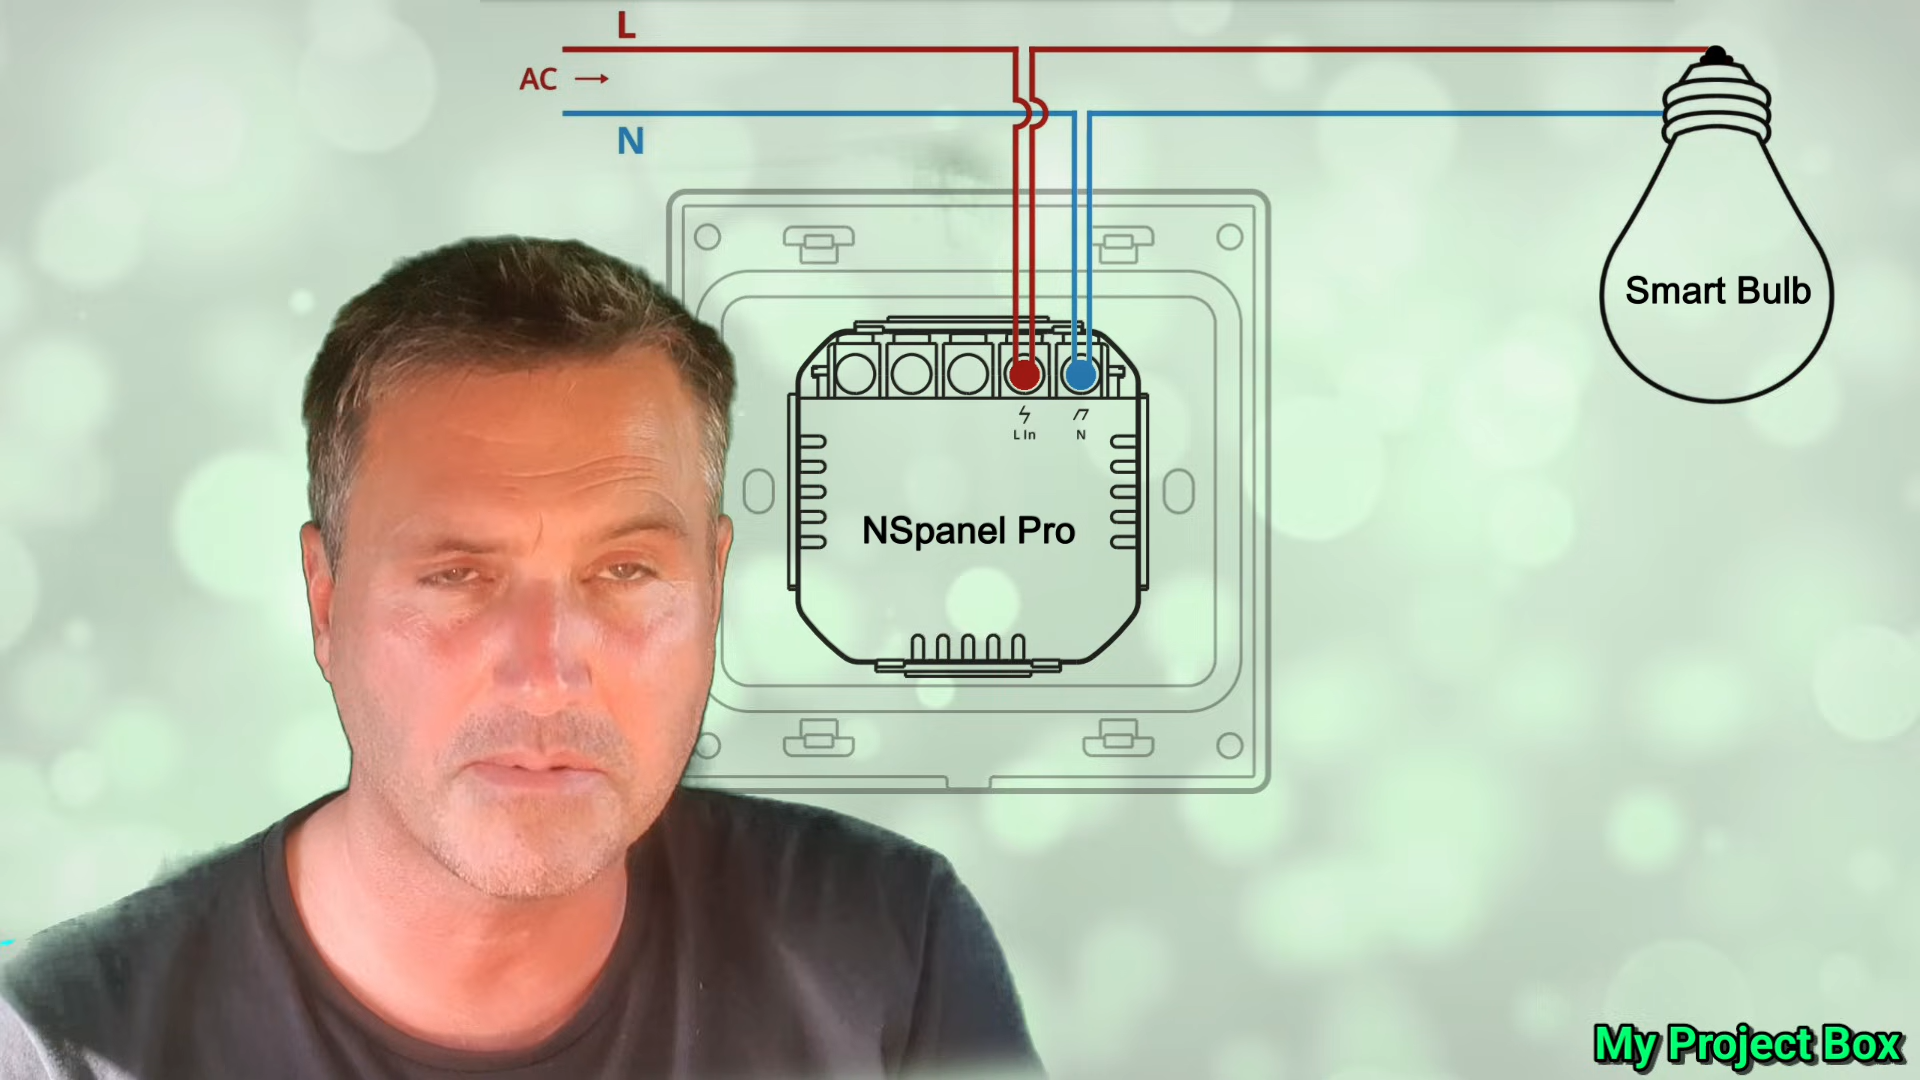 L
AC →
N
Smart Bulb
L In
N
NSpanel Pro
My Project Box